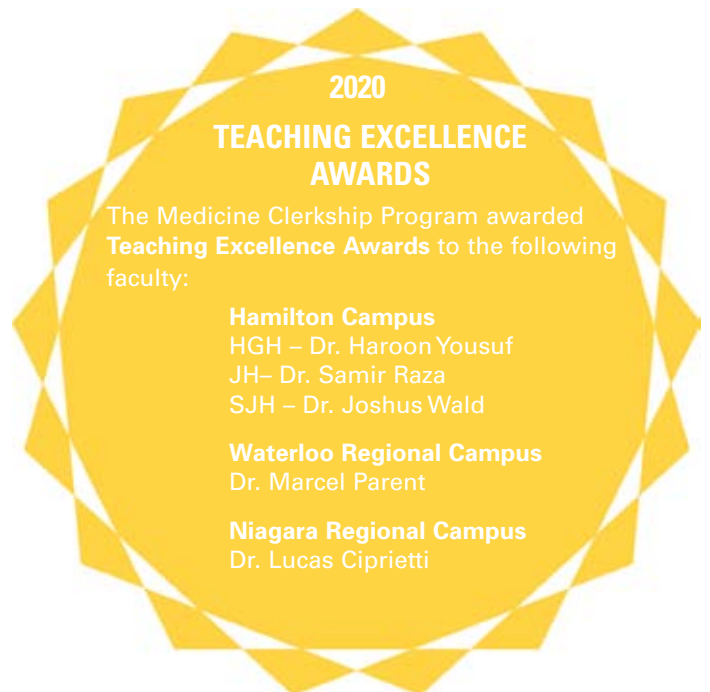 2020
TEACHING EXCELLENCE
AWARDS
The Medicine Clerkship Program awarded
Teaching Excellence Awards to the following
faculty:
Hamilton Campus
HGH – Dr. Haroon Yousuf
JH– Dr. Samir Raza
SJH – Dr. Joshus Wald
Waterloo Regional Campus
Dr. Marcel Parent
Niagara Regional Campus
Dr. Lucas Ciprietti